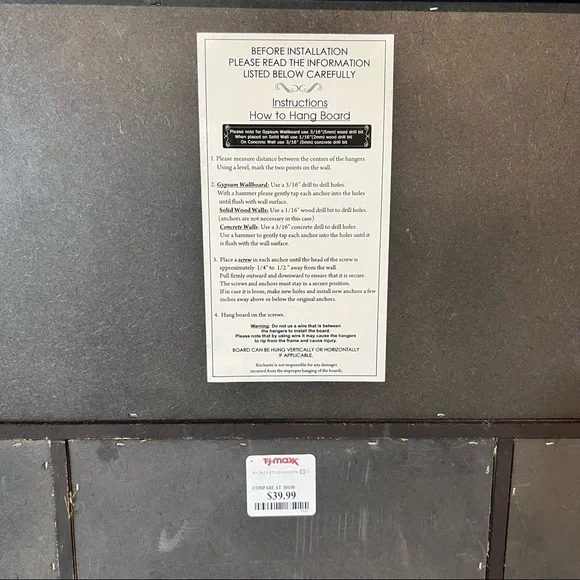 BEFORE INSTALLATION
PLEASE READ THE INFORMATION
LISTED BELOW CAREFULLY
Instructions
How to Hang Board
Please note for Gypsum Wallboard use 3/16"(5mm) wood drill bit
When placed on Solid Wall use 1/16"(2mm) wood drill bit
On Concrete Wall use 3/16" (5mm) concrete drill bit
1. Please measure distance between the centers of the hangers.
Using a level, mark the two points on the wall.
2. Gypsum Wallboard: Use a 3/16" drill to drill holes.
With a hammer please gently tap each anchor into the holes
until flush with wall surface.
Solid Wood Walls: Use a 1/16" wood drill bit to drill holes.
(anchors are not necessary in this case)
Concrete Walls: Use a 3/16" concrete drill to drill holes.
Use a hammer to gently tap each anchor into the holes until it
is flush with the wall surface.
3. Place a screw in each anchor until the head of the screw is
approximately 1/4" to 1/2" away from the wall.
Pull firmly outward and downward to ensure that it is secure.
The screws and anchors must stay in a secure position.
If in case it is loose, make new holes and install new anchors a few
inches away above or below the original anchors.
4. Hang board on the screws.
Warning: Do not us a wire that is between
the hangers to install the board.
Please note that by using wire it may cause the hangers
to rip from the frame and cause injury.
BOARD CAN BE HUNG VERTICALLY OR HORIZONTALLY
IF APPLICABLE.
Enchante is not responsible for any damages
incurred from the improper hanging of the boards.
T·J·maxx
COMPARE AT
$39.99